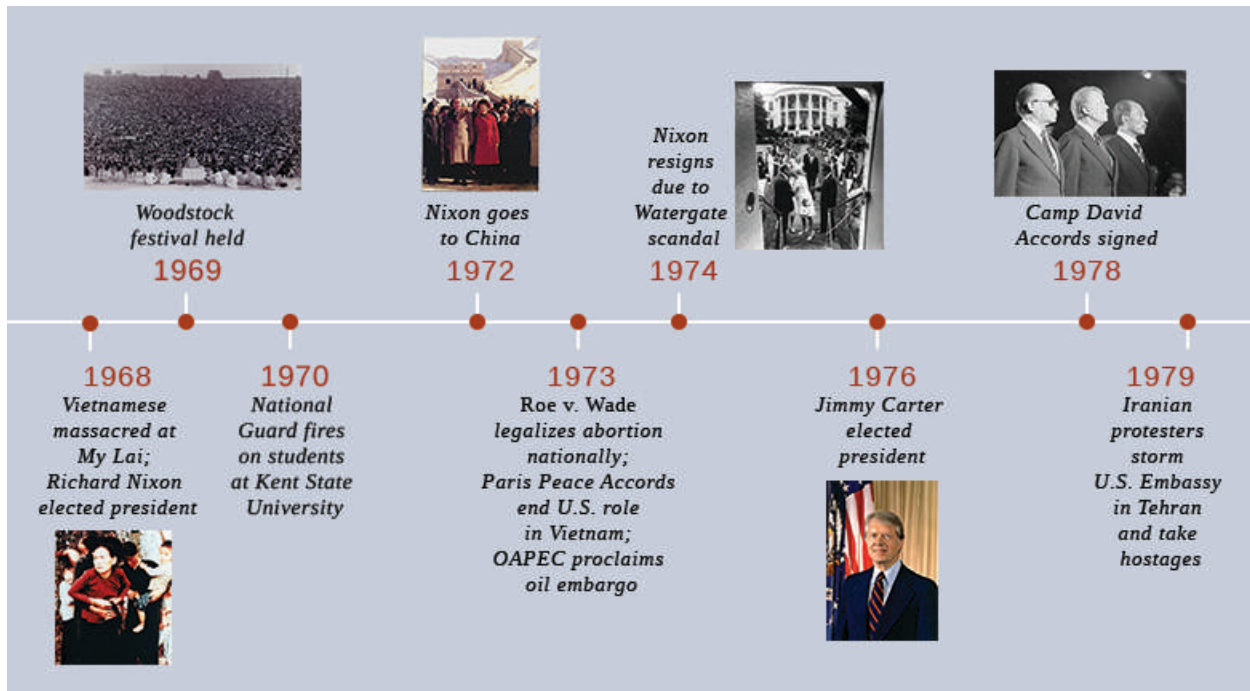 Woodstock
festival held
1969
Nixon goes
to China
1972
Nixon
resigns
due to
Watergate
scandal
1974
Camp David
Accords signed
1978
1968
Vietnamese
massacred at
My Lai;
Richard Nixon
elected president
1970
National
Guard fires
on students
at Kent State
University
1973
Roe v. Wade
legalizes abortion
nationally;
Paris Peace Accords
end U.S. role
in Vietnam;
OAPEC proclaims
oil embargo
1976
Jimmy Carter
elected
president
1979
Iranian
protesters
storm
U.S. Embassy
in Tehran
and take
hostages